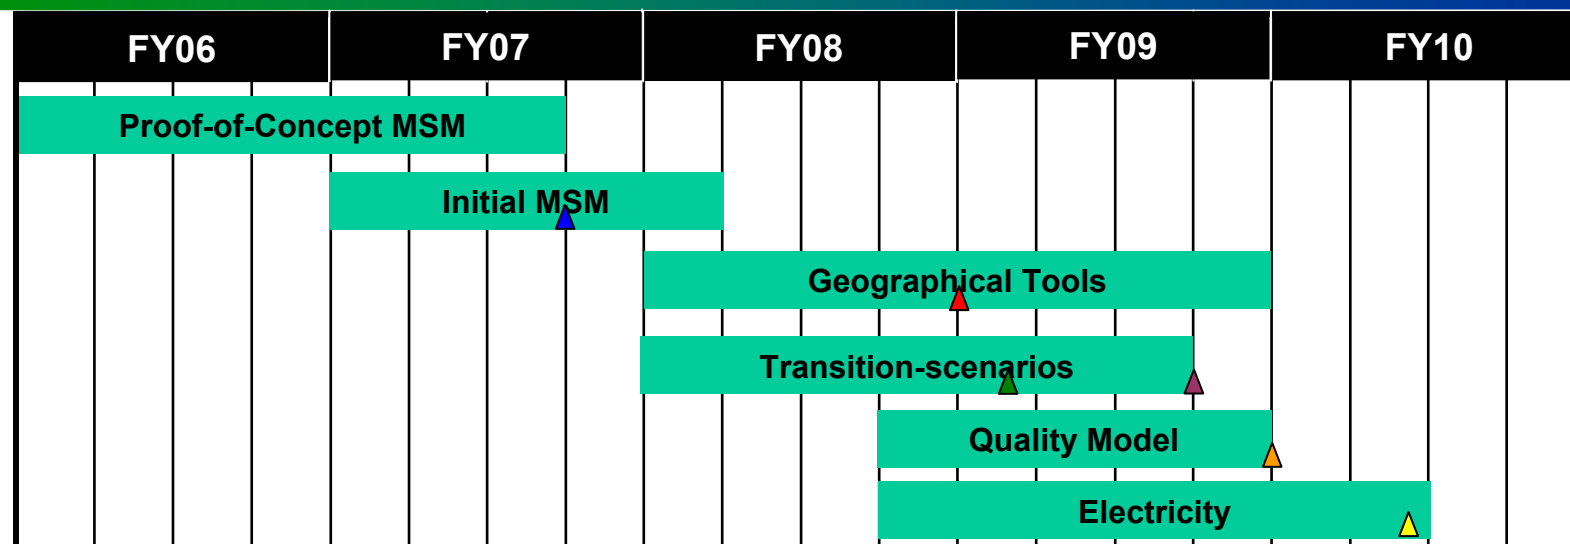 FY06 FY07 FY08 FY09 FY10
Proof-of-Concept MSM
Initial MSM
Geographical Tools
Transition-scenarios
Quality Model
Electricity